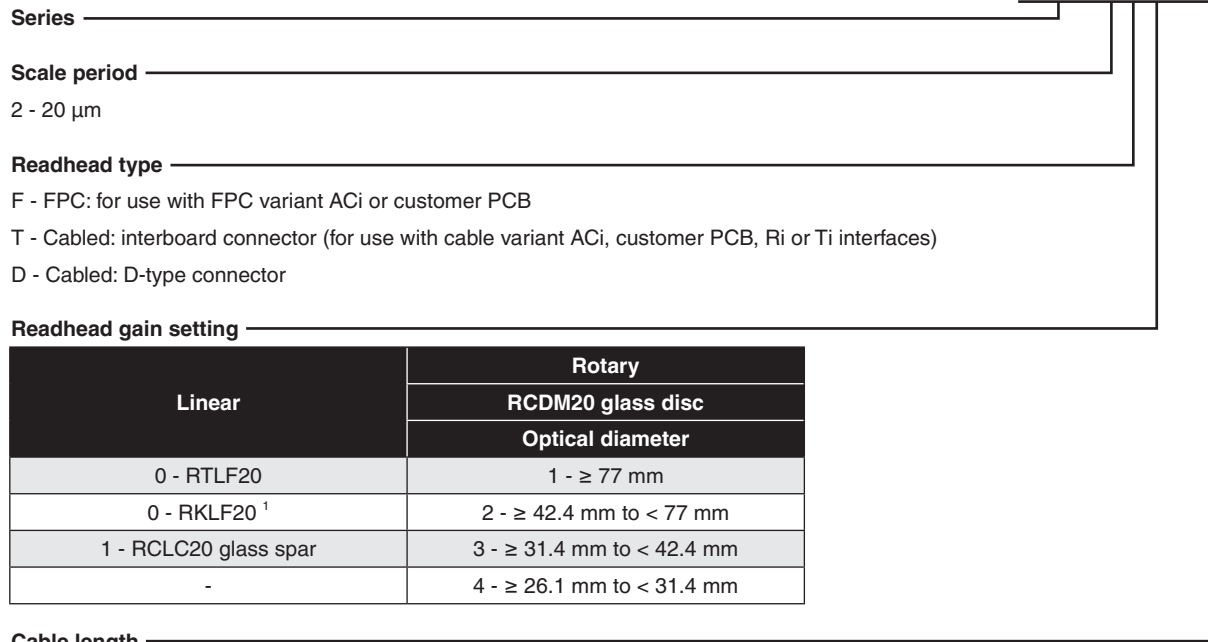 Series
Scale period
2 - 20 µm
Readhead type
F - FPC: for use with FPC variant ACi or customer PCB
T - Cabled: interboard connector (for use with cable variant ACi, customer PCB, Ri or Ti interfaces)
D - Cabled: D-type connector
Readhead gain setting
Linear
Rotary
RCDM20 glass disc
Optical diameter
0 - RTLF20
1 - ≥ 77 mm
0 - RKLF20 ¹
2 - ≥ 42.4 mm to < 77 mm
1 - RCLC20 glass spar
3 - ≥ 31.4 mm to < 42.4 mm
-
4 - ≥ 26.1 mm to < 31.4 mm
Cable length